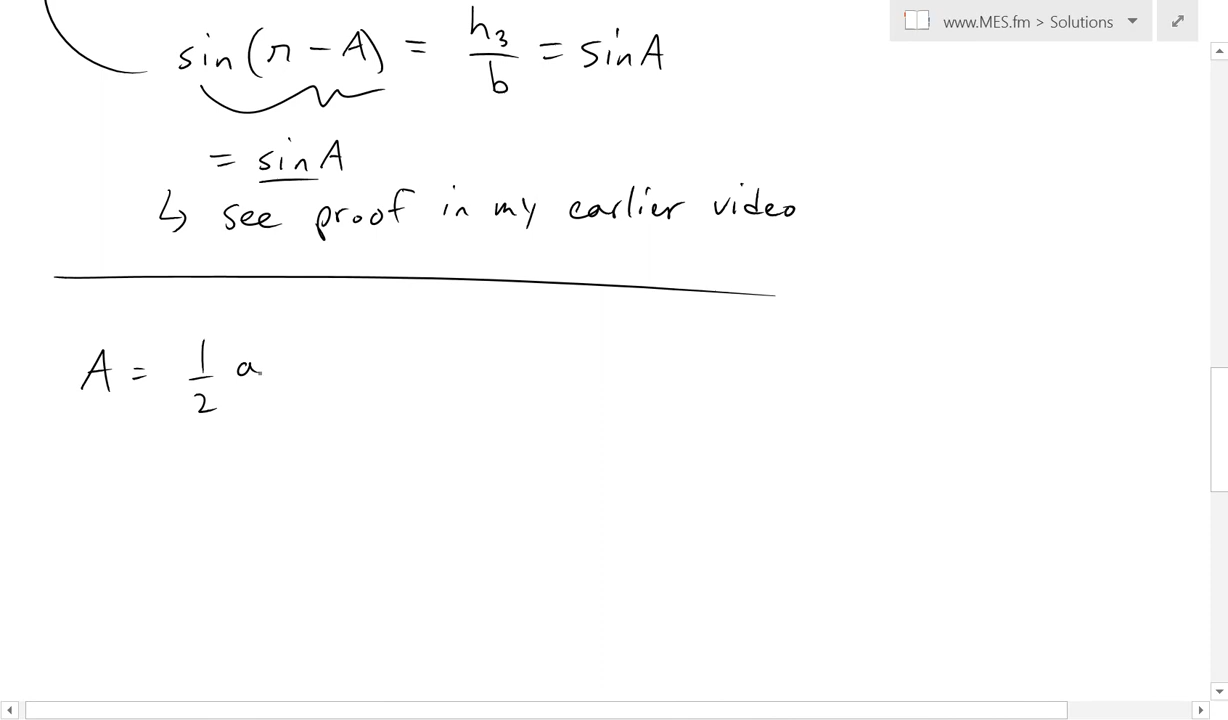 www.MES.fm > Solutions
sin(π - A) = h₃/b = sin A
= sin A
↳ see proof in my earlier video
A = 1/2 a